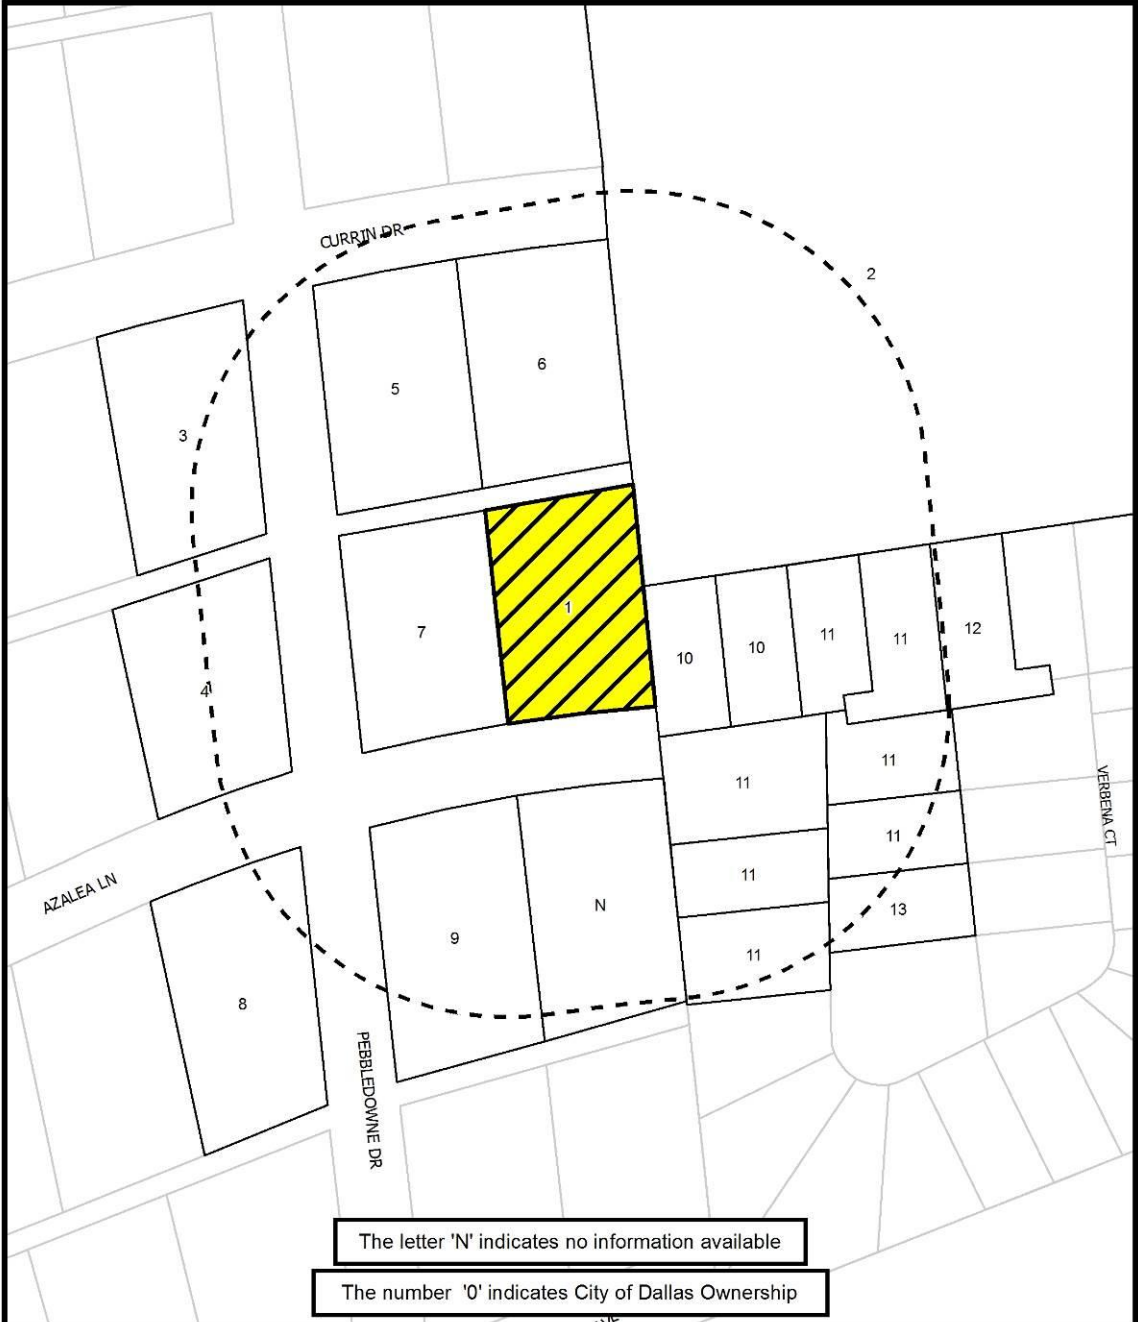 CURRIN DR
2
6
5
3
1
7
12
11
11
10
10
4
11
11
VERBENA CT
11
11
AZALEA LN
N
13
9
11
8
PEBBLEDOWNE DR
The letter 'N' indicates no information available
The number '0' indicates City of Dallas Ownership